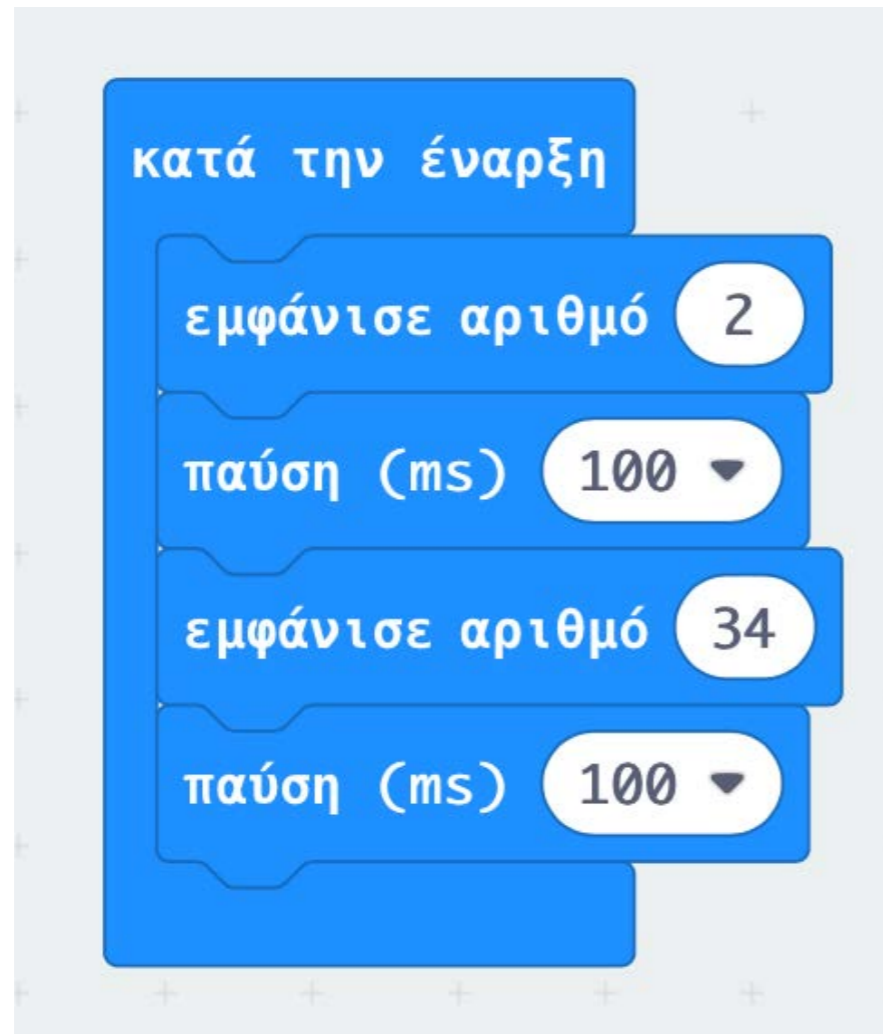 κατά την έναρξη
εμφάνισε αριθμό 2
παύση (ms) 100
εμφάνισε αριθμό 34
παύση (ms) 100